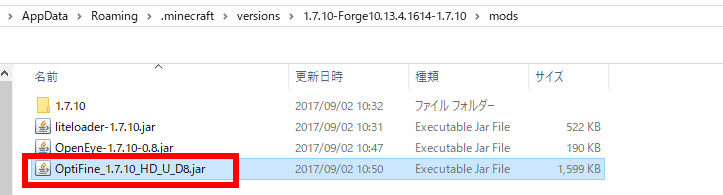 AppData > Roaming > .minecraft > versions > 1.7.10-Forge10.13.4.1614-1.7.10 > mods
名前 更新日時 種類 サイズ
1.7.10 2017/09/02 10:32 ファイル フォルダー
liteloader-1.7.10.jar 2017/09/02 10:31 Executable Jar File 522 KB
OpenEye-1.7.10-0.8.jar 2017/09/02 10:47 Executable Jar File 190 KB
OptiFine_1.7.10_HD_U_D8.jar 2017/09/02 10:50 Executable Jar File 1,599 KB